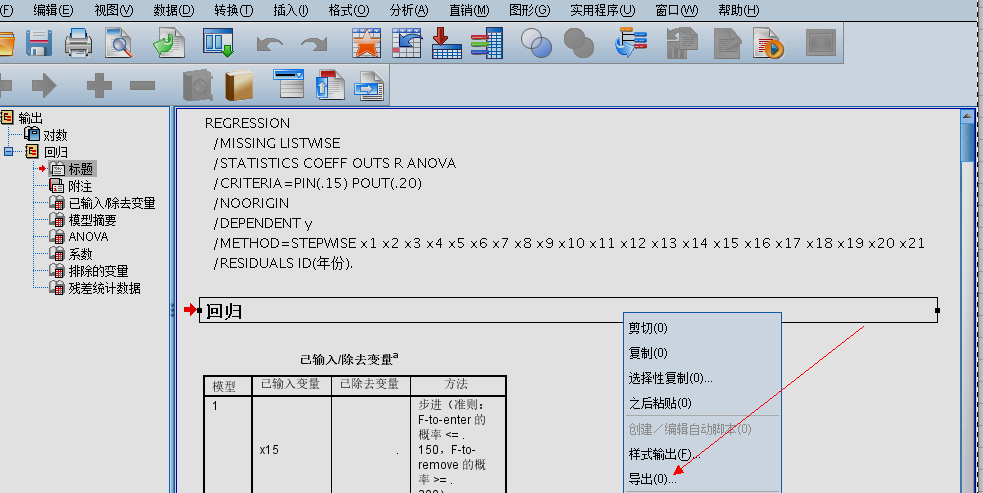 (F) 编辑(E) 视图(V) 数据(D) 转换(T) 插入(I) 格式(O) 分析(A) 直销(M) 图形(G) 实用程序(U) 窗口(W) 帮助(H)
输出
对数
回归
标题
附注
已输入/除去变量
模型摘要
ANOVA
系数
排除的变量
残差统计数据
REGRESSION
/MISSING LISTWISE
/STATISTICS COEFF OUTS R ANOVA
/CRITERIA=PIN(.15) POUT(.20)
/NOORIGIN
/DEPENDENT y
/METHOD=STEPWISE x1 x2 x3 x4 x5 x6 x7 x8 x9 x10 x11 x12 x13 x14 x15 x16 x17 x18 x19 x20 x21
/RESIDUALS ID(年份).
回归
已输入/除去变量a
模型 已输入变量 已除去变量 方法
1
x15
.
步进（准则：
F-to-enter 的
概率 <= .
150，F-to-
remove 的概
率 >= .
200）
剪切(0)
复制(0)
选择性复制(0)...
之后粘贴(0)
创建／编辑自动脚本(0)
样式输出(F)...
导出(0)...